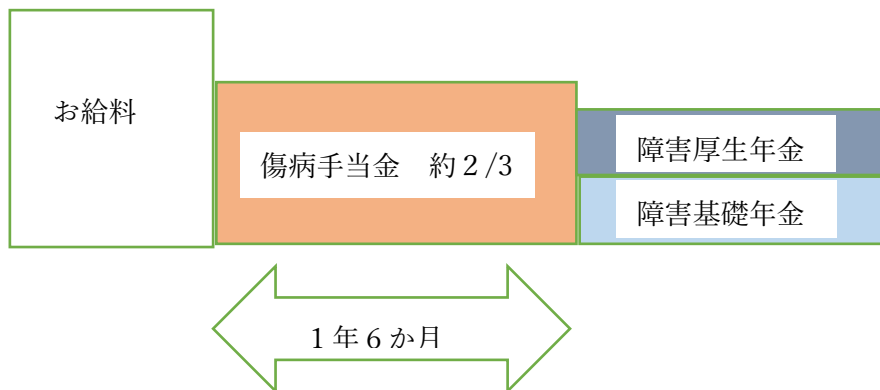 お給料
傷病手当金　約２/3
障害厚生年金
障害基礎年金
１年６か月